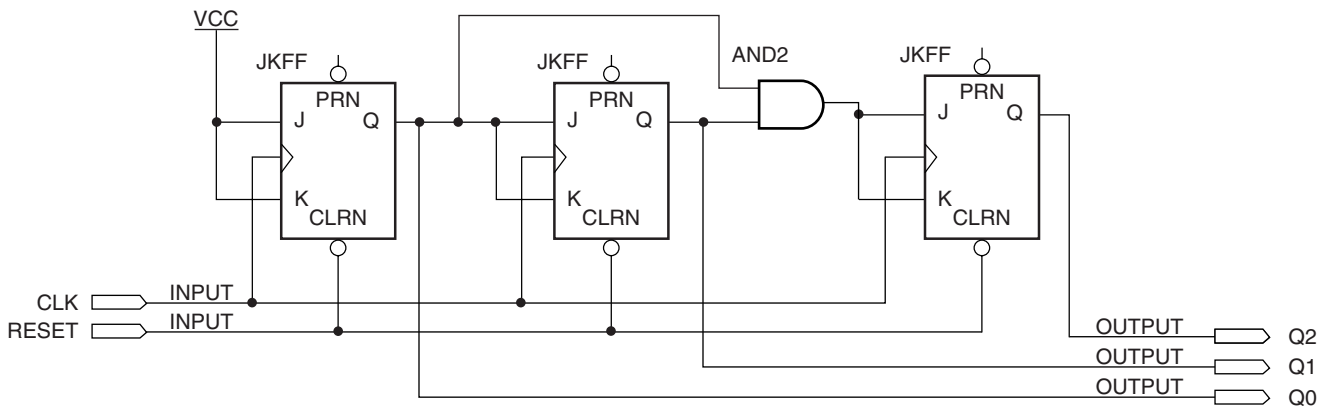 VCC
JKFF
PRN
J
Q
K
CLRN
JKFF
PRN
J
Q
K
CLRN
AND2
JKFF
PRN
J
Q
K
CLRN
CLK
INPUT
RESET
INPUT
OUTPUT
Q2
OUTPUT
Q1
OUTPUT
Q0